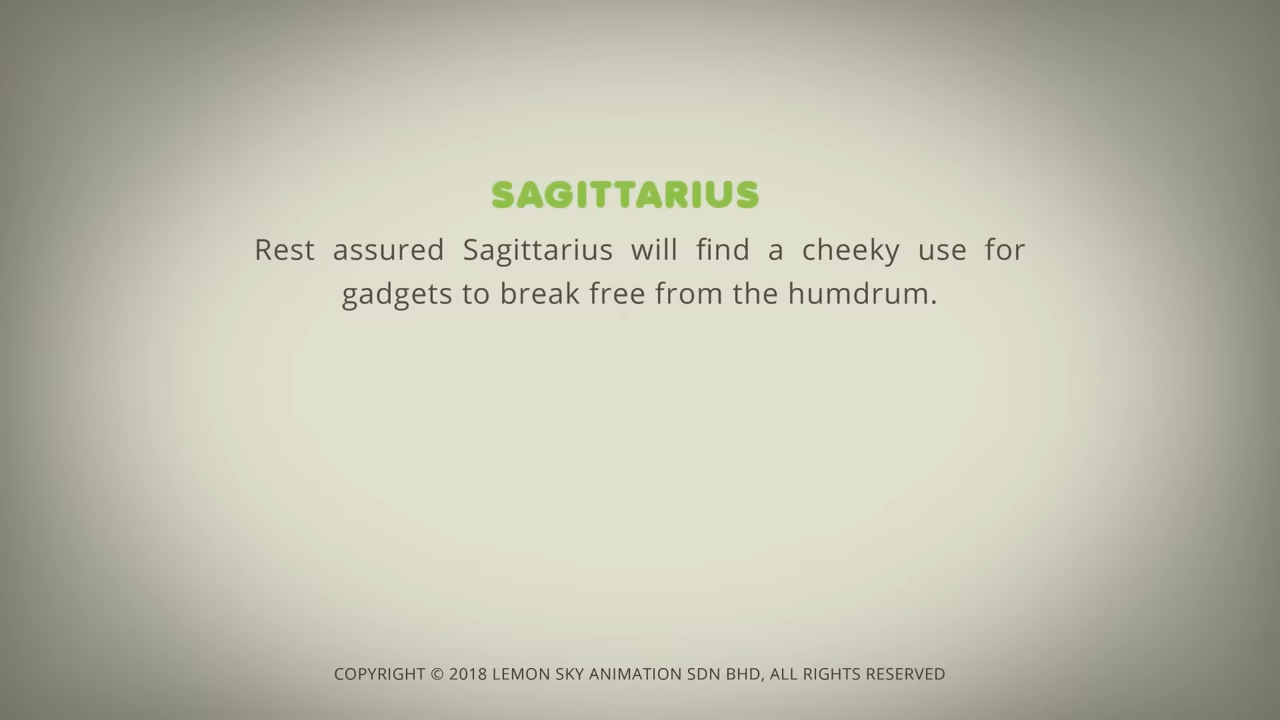 SAGITTARIUS
Rest assured Sagittarius will find a cheeky use for
gadgets to break free from the humdrum.
COPYRIGHT © 2018 LEMON SKY ANIMATION SDN BHD, ALL RIGHTS RESERVED